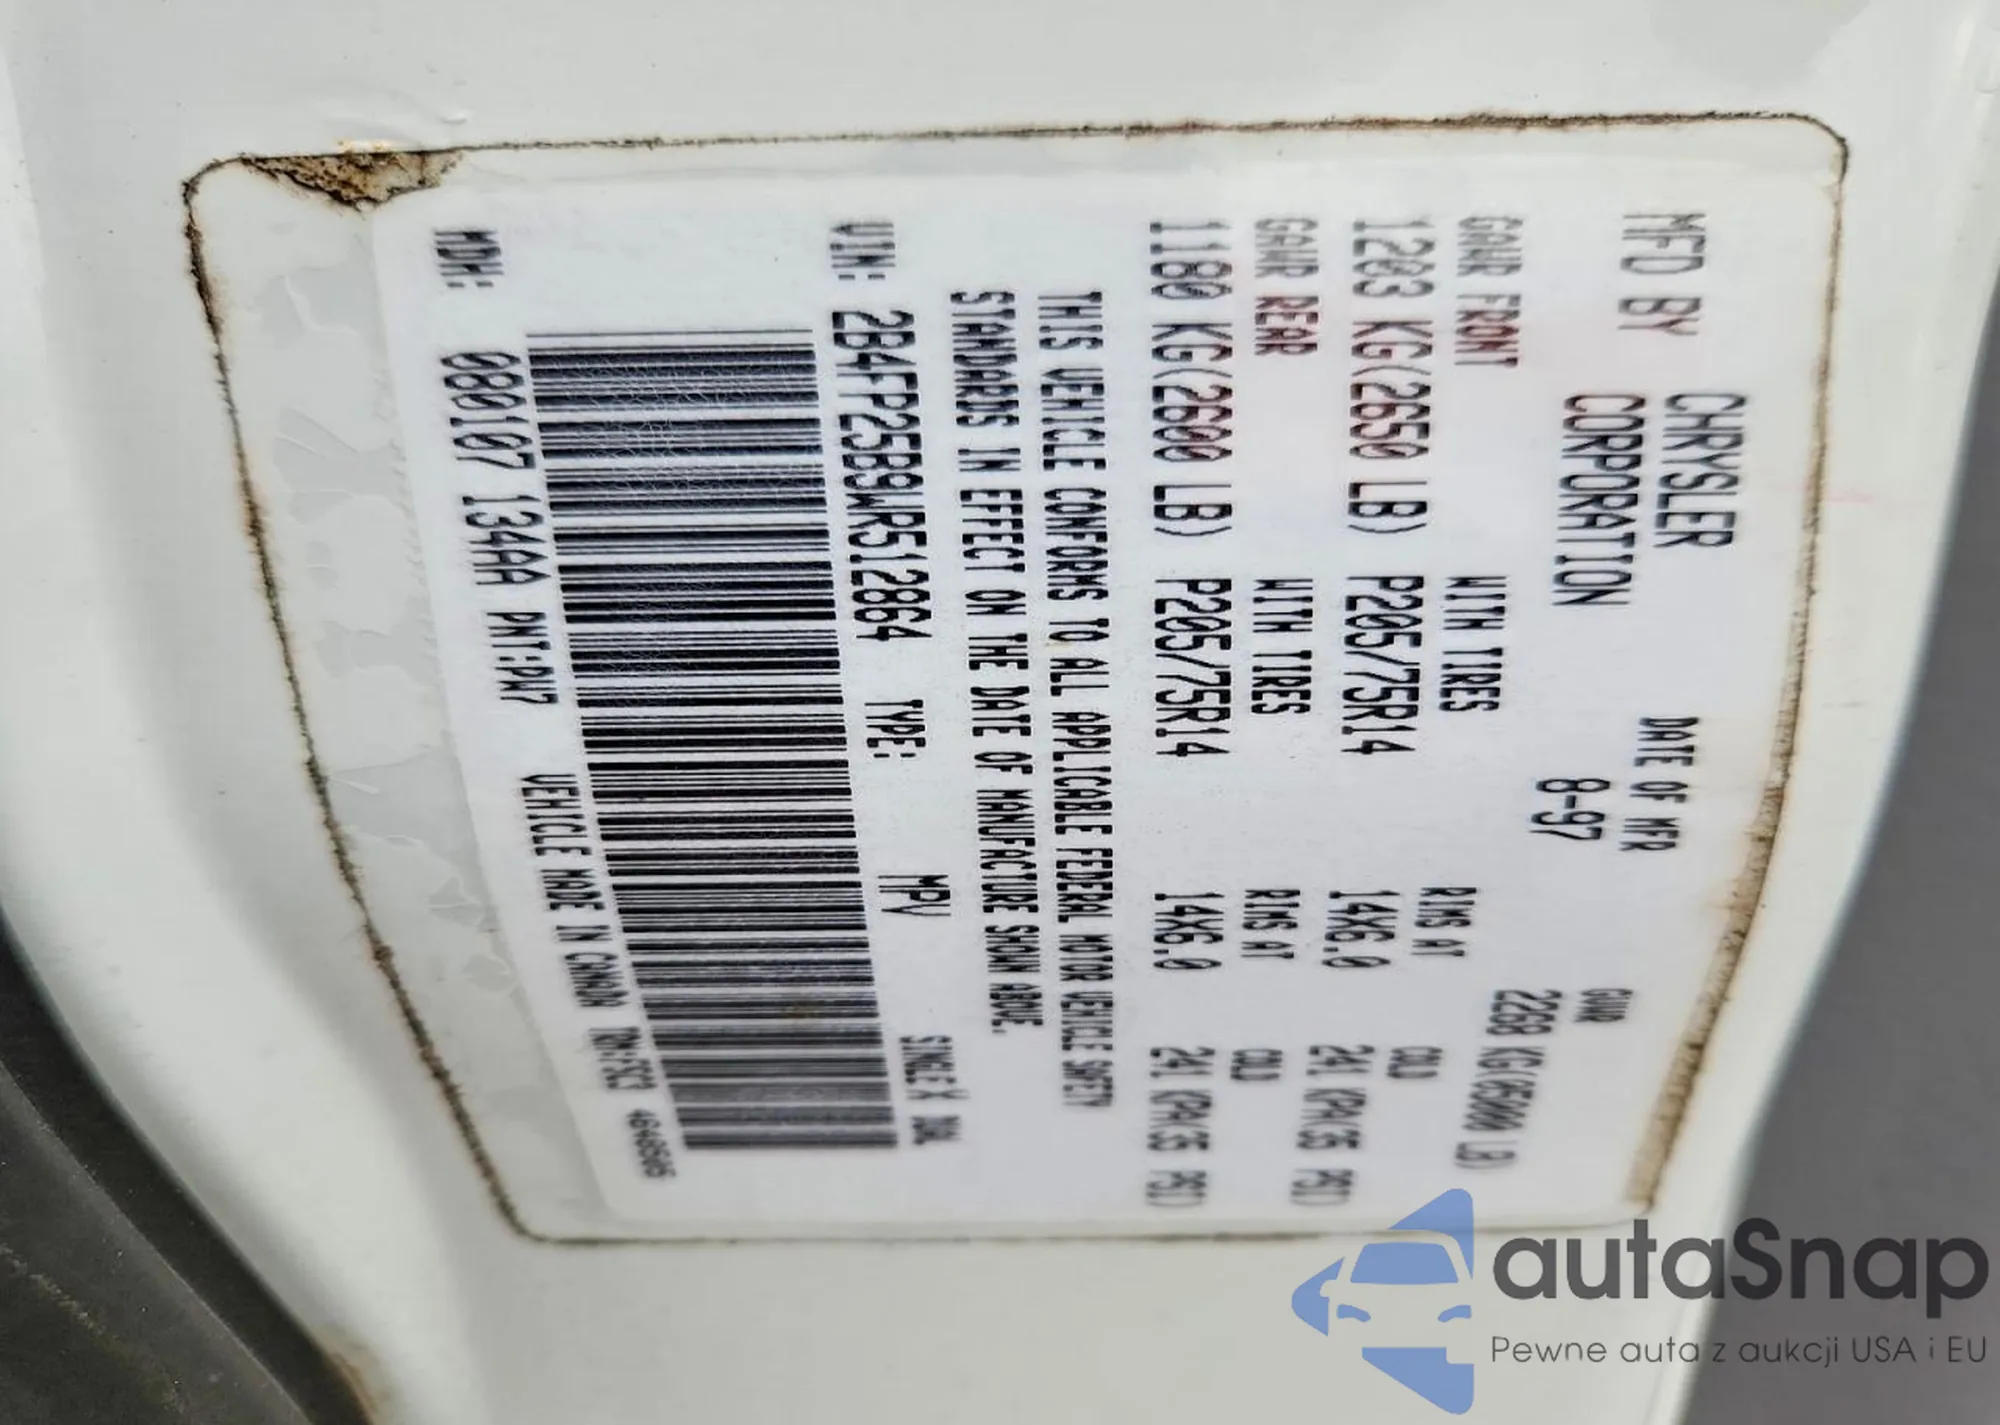 MFD BY CHRYSLER CORPORATION DATE OF MFR 8-97 GVWR 2268 KG(05000 LB)
GAWR FRONT WITH TIRES RIMS AT COLD
1203 KG(2650 LB) P205/75R14 14X6.0 241 KPA(35 PSI)
GAWR REAR WITH TIRES RIMS AT COLD
1180 KG(2600 LB) P205/75R14 14X6.0 241 KPA(35 PSI)
THIS VEHICLE CONFORMS TO ALL APPLICABLE FEDERAL MOTOR VEHICLE SAFETY
STANDARDS IN EFFECT ON THE DATE OF MANUFACTURE SHOWN ABOVE.
VIN: 2B4FP25B9WR512864 TYPE: MPV SINGLE X DUAL
MDH: 080107 134AA PNT:PW7 VEHICLE MADE IN CANADA
autoSnap
Pewne auta z aukcji USA i EU